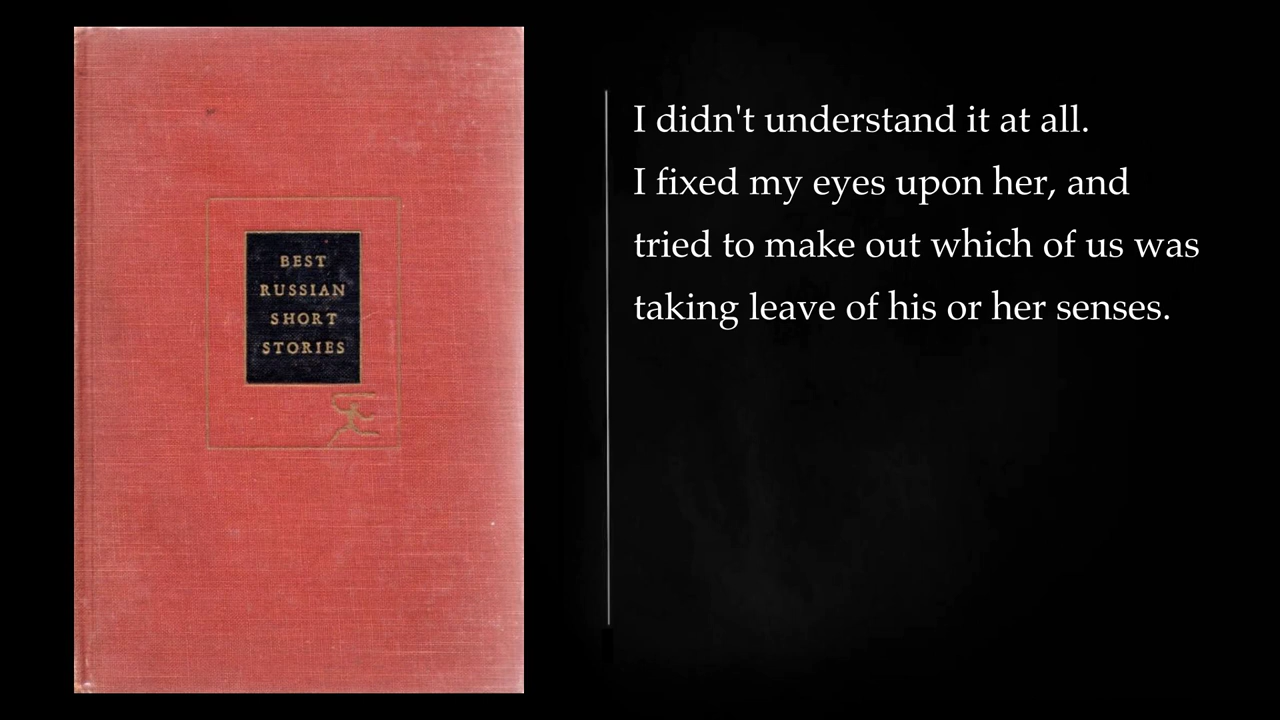 BEST
RUSSIAN
SHORT
STORIES
I didn't understand it at all.
I fixed my eyes upon her, and
tried to make out which of us was
taking leave of his or her senses.